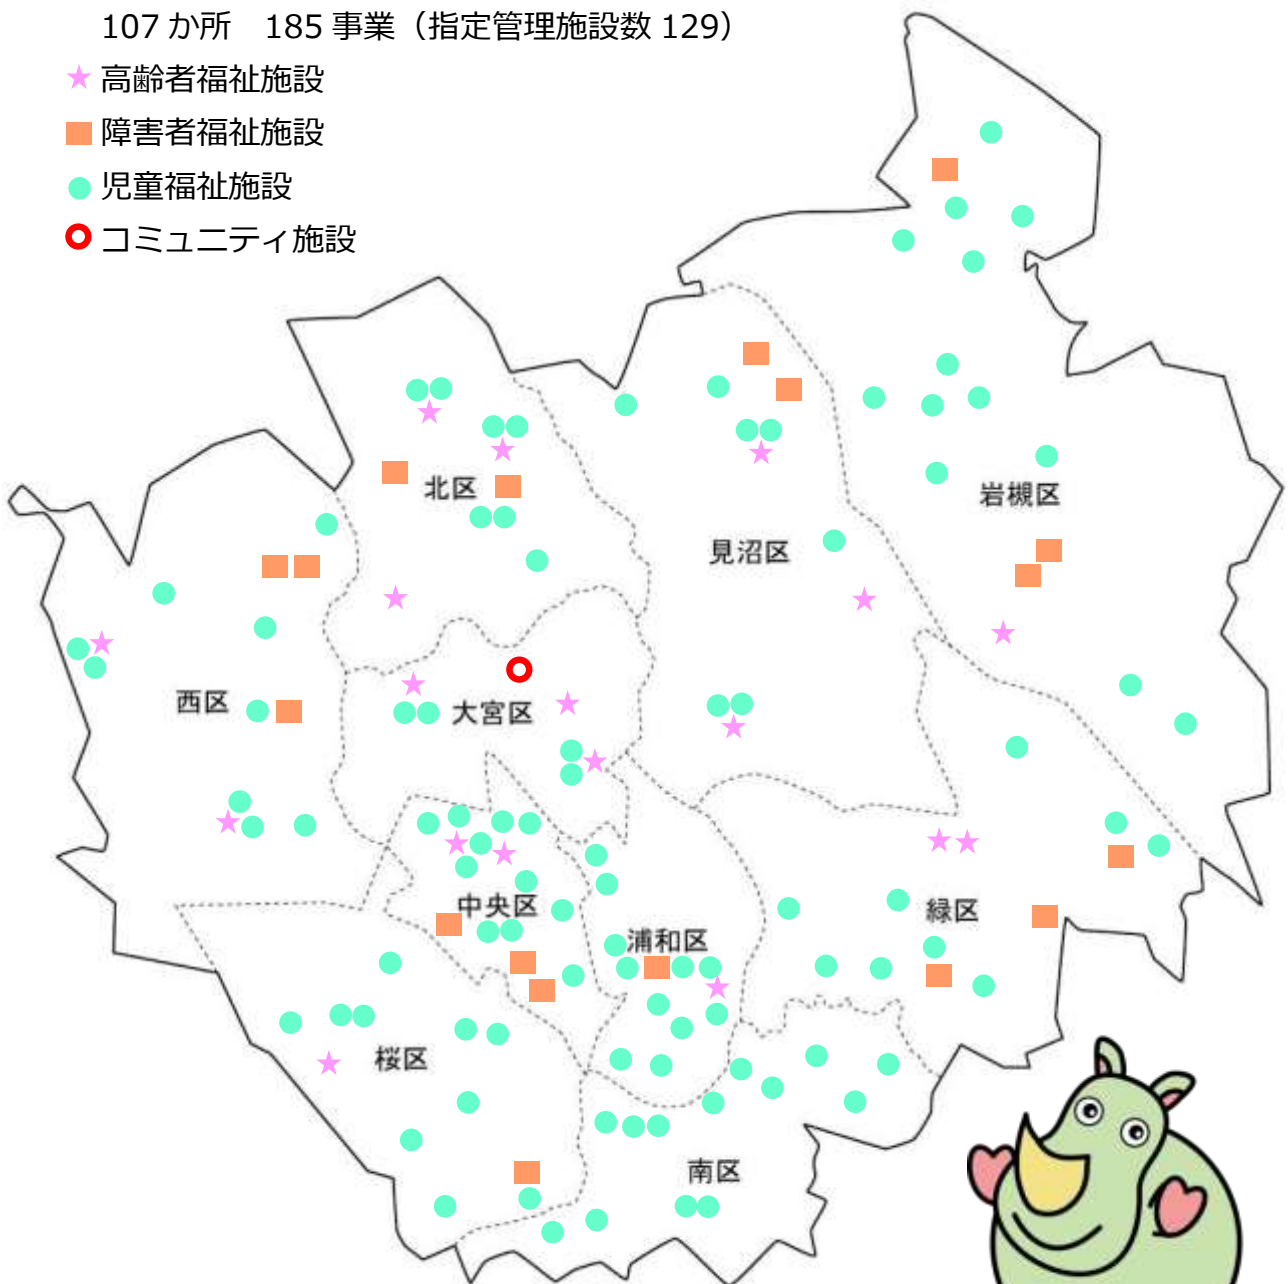 107 か所　185 事業（指定管理施設数 129）
高齢者福祉施設
障害者福祉施設
児童福祉施設
コミュニティ施設
北区
岩槻区
見沼区
西区
大宮区
中央区
緑区
浦和区
桜区
南区